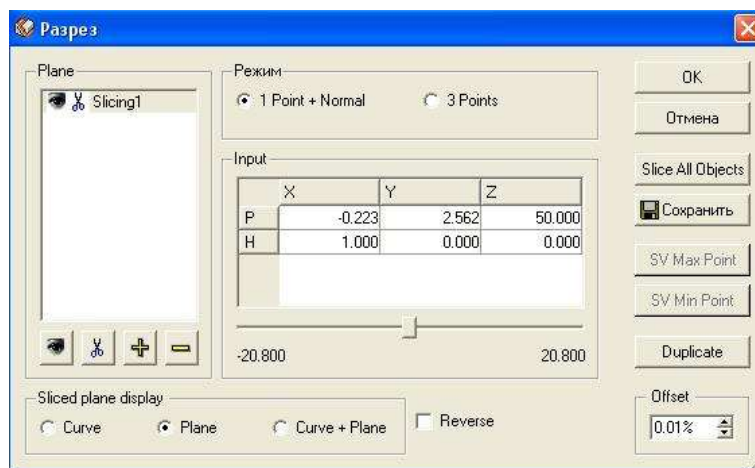 Разрез
Plane
Slicing1
Режим
1 Point + Normal
3 Points
Input
X Y Z
P -0.223 2.562 50.000
H 1.000 0.000 0.000
-20.800 20.800
Sliced plane display
Curve Plane Curve + Plane
Reverse
OK
Отмена
Slice All Objects
Сохранить
SV Max Point
SV Min Point
Duplicate
Offset
0.01%